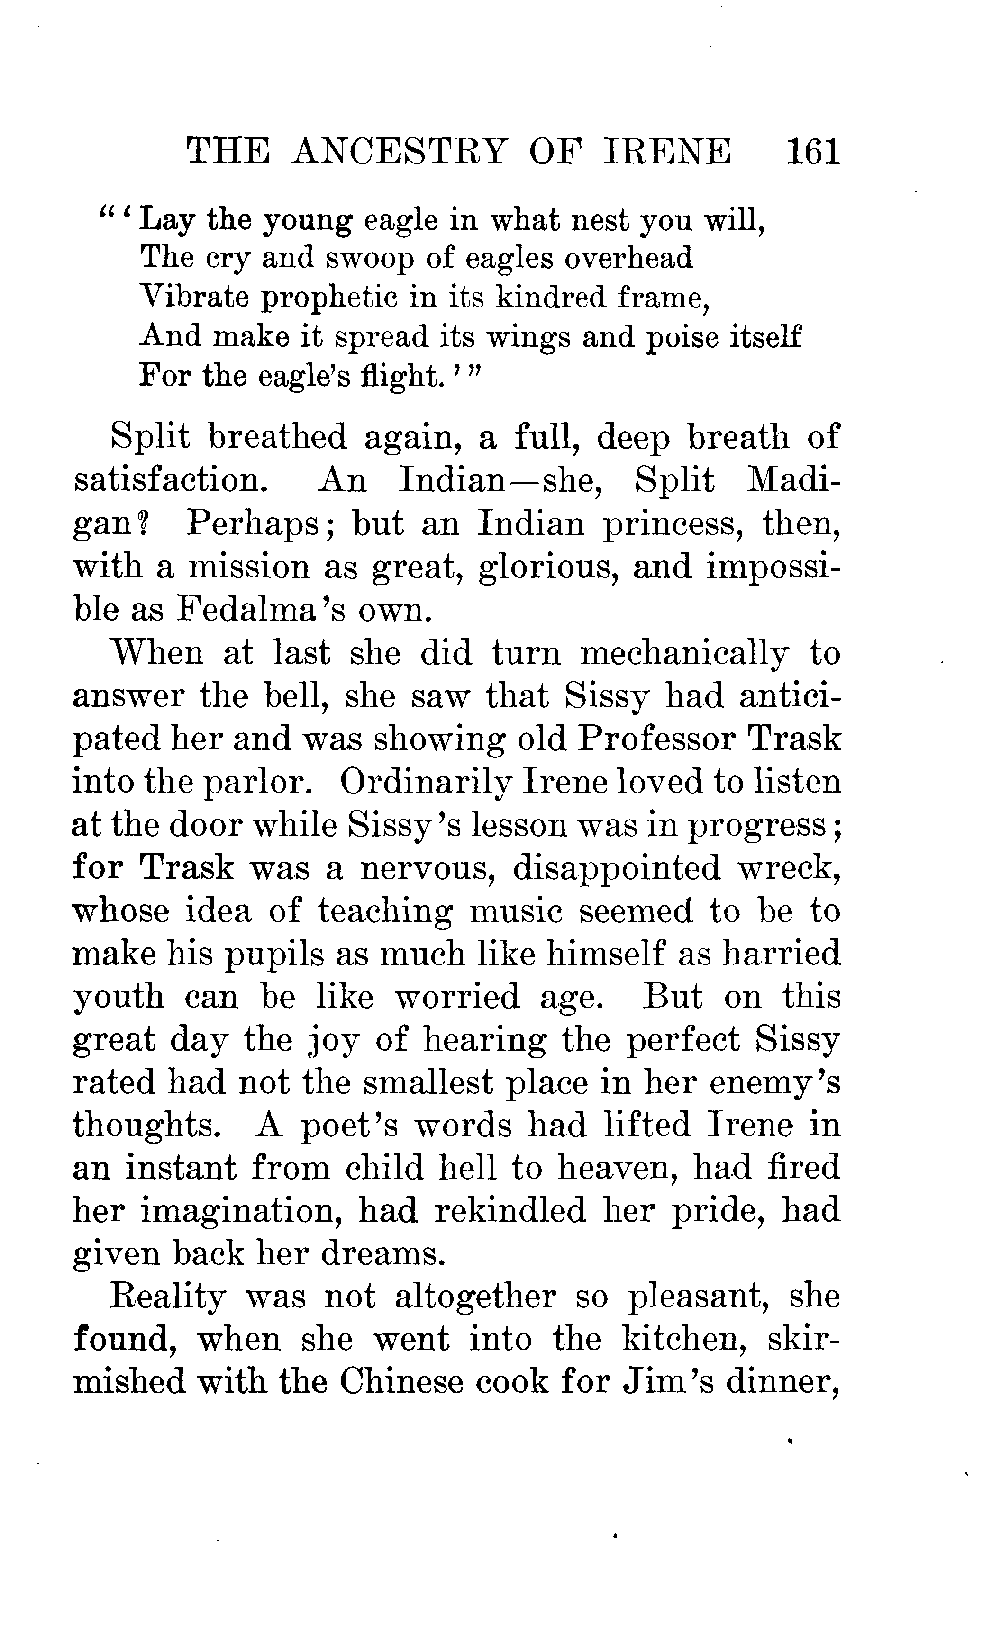 THE ANCESTRY OF IRENE 161
"'Lay the young eagle in what nest you will,
The cry and swoop of eagles overhead
Vibrate prophetic in its kindred frame,
And make it spread its wings and poise itself
For the eagle's flight.'"
Split breathed again, a full, deep breath of
satisfaction. An Indian—she, Split Madi-
gan? Perhaps; but an Indian princess, then,
with a mission as great, glorious, and impossi-
ble as Fedalma's own.
When at last she did turn mechanically to
answer the bell, she saw that Sissy had antici-
pated her and was showing old Professor Trask
into the parlor. Ordinarily Irene loved to listen
at the door while Sissy's lesson was in progress;
for Trask was a nervous, disappointed wreck,
whose idea of teaching music seemed to be to
make his pupils as much like himself as harried
youth can be like worried age. But on this
great day the joy of hearing the perfect Sissy
rated had not the smallest place in her enemy's
thoughts. A poet's words had lifted Irene in
an instant from child hell to heaven, had fired
her imagination, had rekindled her pride, had
given back her dreams.
Reality was not altogether so pleasant, she
found, when she went into the kitchen, skir-
mished with the Chinese cook for Jim's dinner,